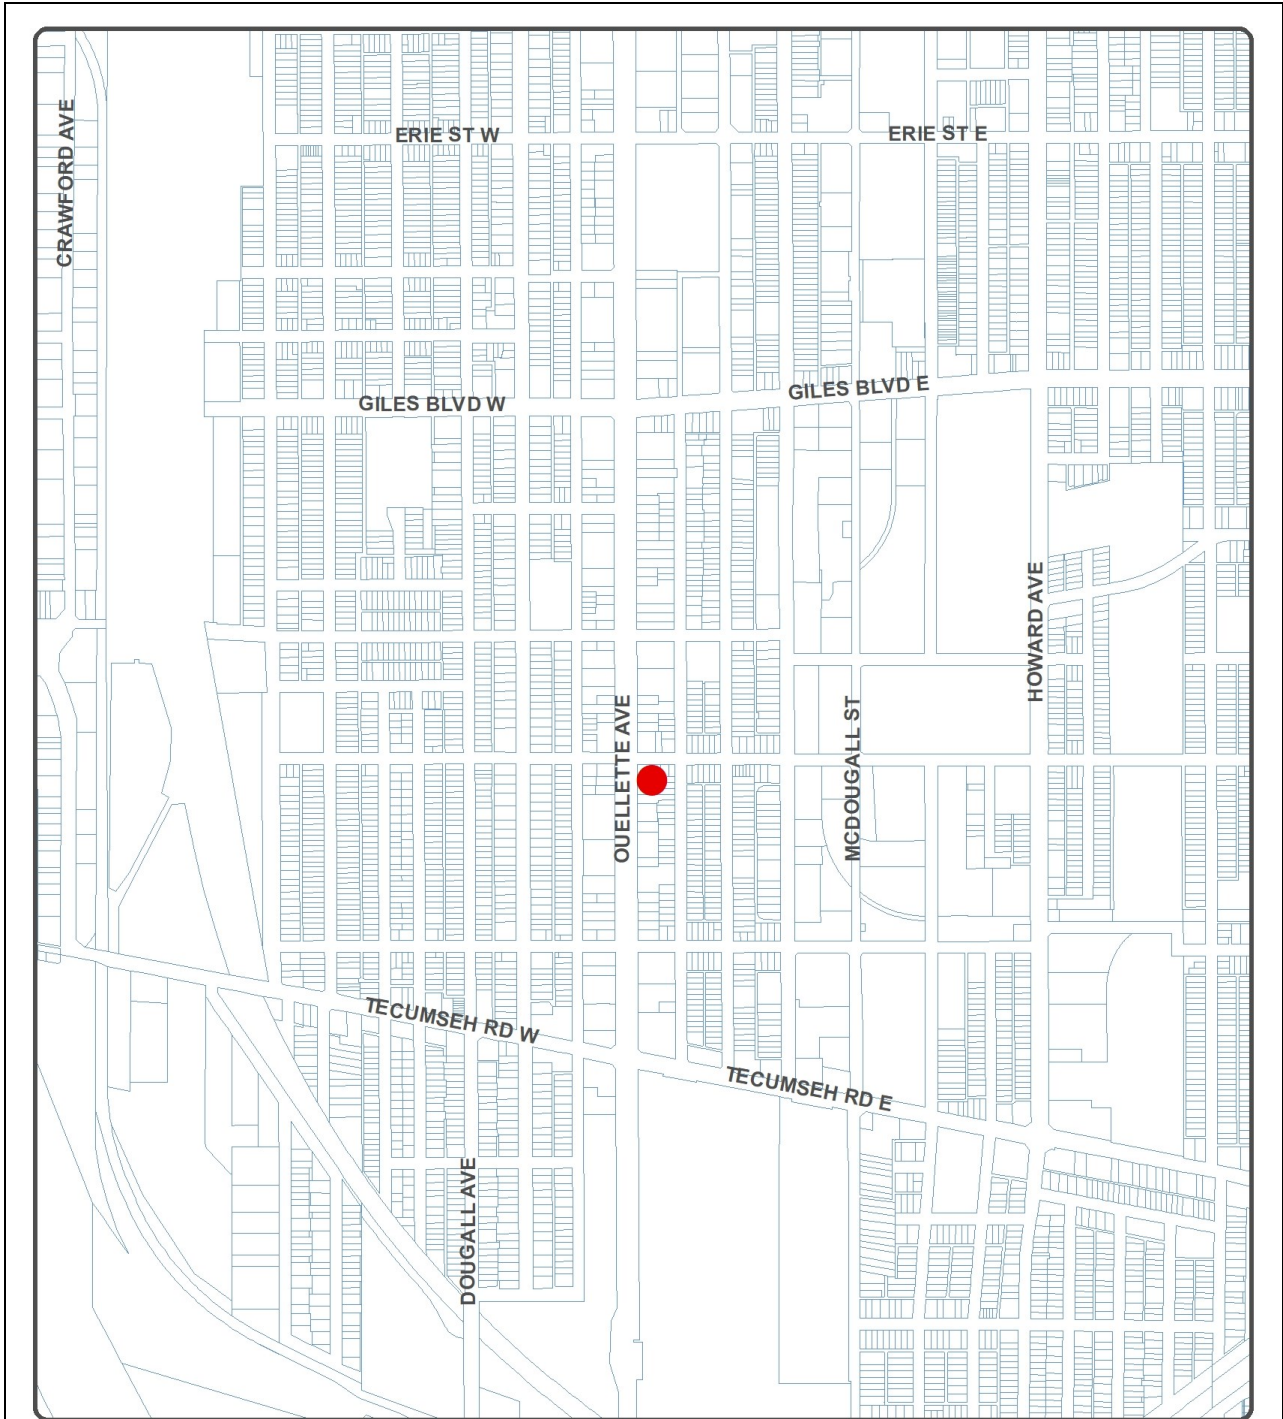 CRAWFORD AVE
ERIE ST W
ERIE ST E
GILES BLVD W
GILES BLVD E
HOWARD AVE
OUELLETTE AVE
MCDOUGALL ST
TECUMSEH RD W
TECUMSEH RD E
DOUGALL AVE